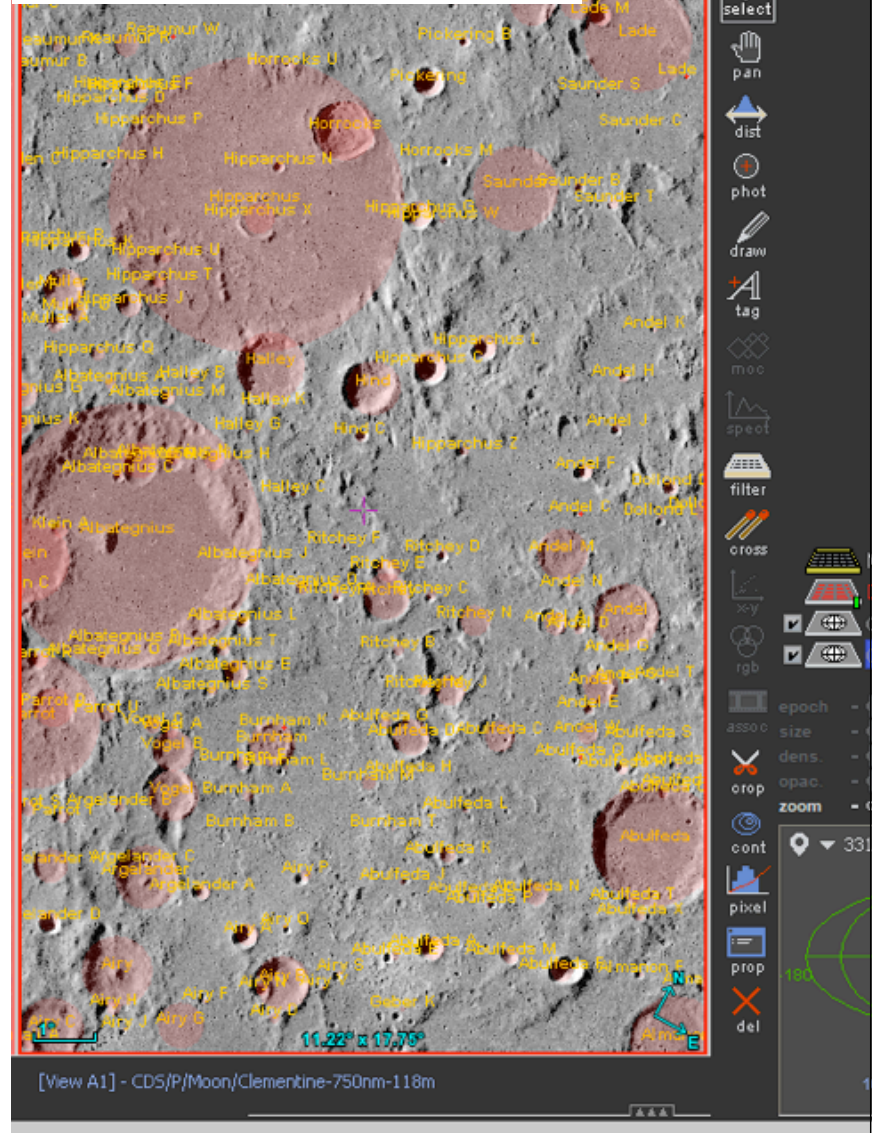 Reaumur W
Lade M
select
Reaumur R
Pickering B
Lade
Horrocks U
Lade
Pickering
pan
Hipparchus F
Hipparchus D
Saunder S
Hipparchus P
Horrocks
Saunder C
dist
Hipparchus H
Horrocks M
Hipparchus N
Saunder
Saunder B
phot
Hipparchus
Saunder T
Hipparchus X
Hipparchus G
Hipparchus W
Hipparchus U
draw
Hipparchus T
Muller
Hipparchus J
tag
Muller A
Andel K
Hipparchus L
Hipparchus Q
Hipparchus C
Halley
moc
Albategnius A
Halley B
Hind
Andel H
Albategnius M
Halley K
Halley G
Hind C
Andel J
spect
Hipparchus Z
Albategnius H
Albategnius C
Andel F
Halley C
Dollond
filter
Andel C
Dollond L
Klein A
Albategnius
Ritchey F
Ritchey D
Andel M
Albategnius J
Ritchey E
cross
Albategnius D
Ritchey C
Andel N
Albategnius L
Ritchey N
Andel A
Andel
x-y
Andel D
Albategnius B
Albategnius G
Albategnius T
Ritchey B
Andel G
rgb
Albategnius E
Andel T
Albategnius S
Ritchey J
Parrot D
Andel E
Parrot U
Vogel A
Burnham K
Abulfeda G
assoc
epoch
Burnham
Abulfeda D
Abulfeda C
Andel W
Abulfeda S
size
Vogel B
Burnham L
Abulfeda Q
dens.
Abulfeda H
crop
Burnham M
opac.
Vogel
Burnham A
Argelander B
Abulfeda L
zoom
Burnham B
Burnham T
Abulfeda
cont
331
Abulfeda K
Argelander C
Argelander
Airy P
Abulfeda J
Argelander A
Abulfeda N
Abulfeda P
Abulfeda T
Abulfeda X
pixel
Airy O
Airy A
Abulfeda A
Abulfeda E
Abulfeda M
Airy
Airy S
Abulfeda F
Almanon F
prop
180
Airy N
Airy V
N
Airy H
Airy F
Geber K
Airy C
Airy J
Airy G
Airy D
del
1°
11.22° x 17.75°
E
[View A1] - CDS/P/Moon/Clementine-750nm-118m